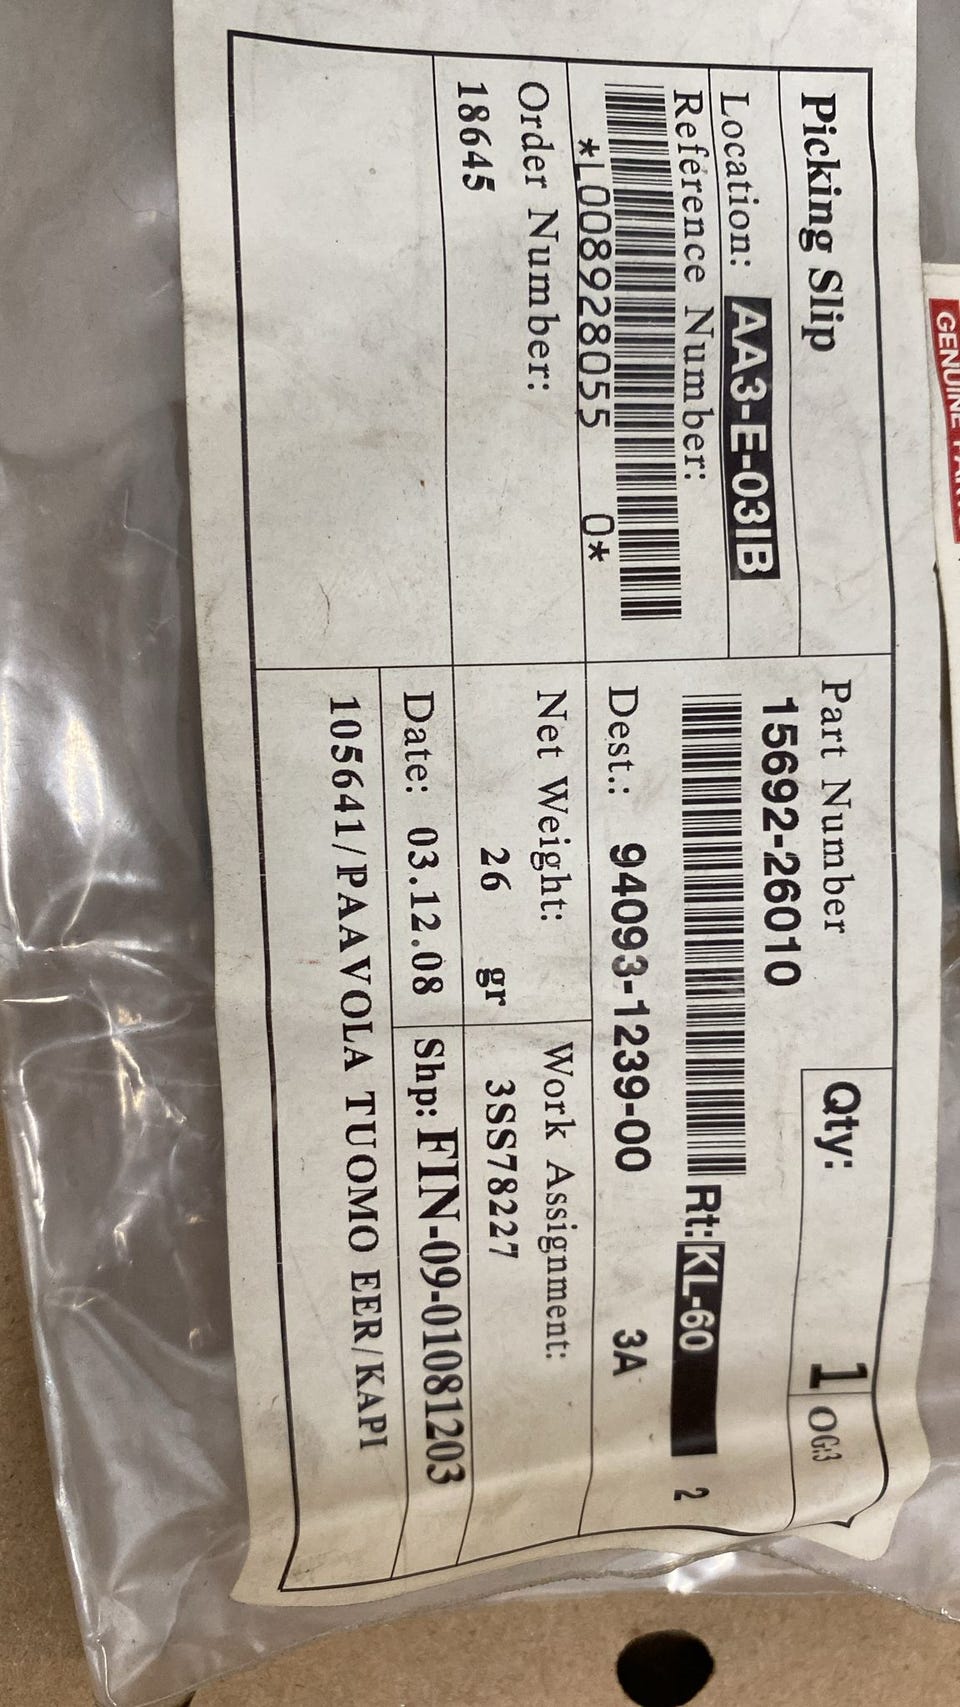 Picking Slip
Location: AA3-E-03IB
Reference Number:
*L008928055 0*
Order Number:
18645
Part Number
15692-26010
Qty: 1 OG3
Rt: KL-60
2
Dest.: 94093-1239-00 3A
Net Weight:
26 gr
Work Assignment:
3SS78227
Date: 03.12.08
Shp: FIN-09-01081203
105641/PAAVOLA TUOMO EER/KAPI
GENUINE